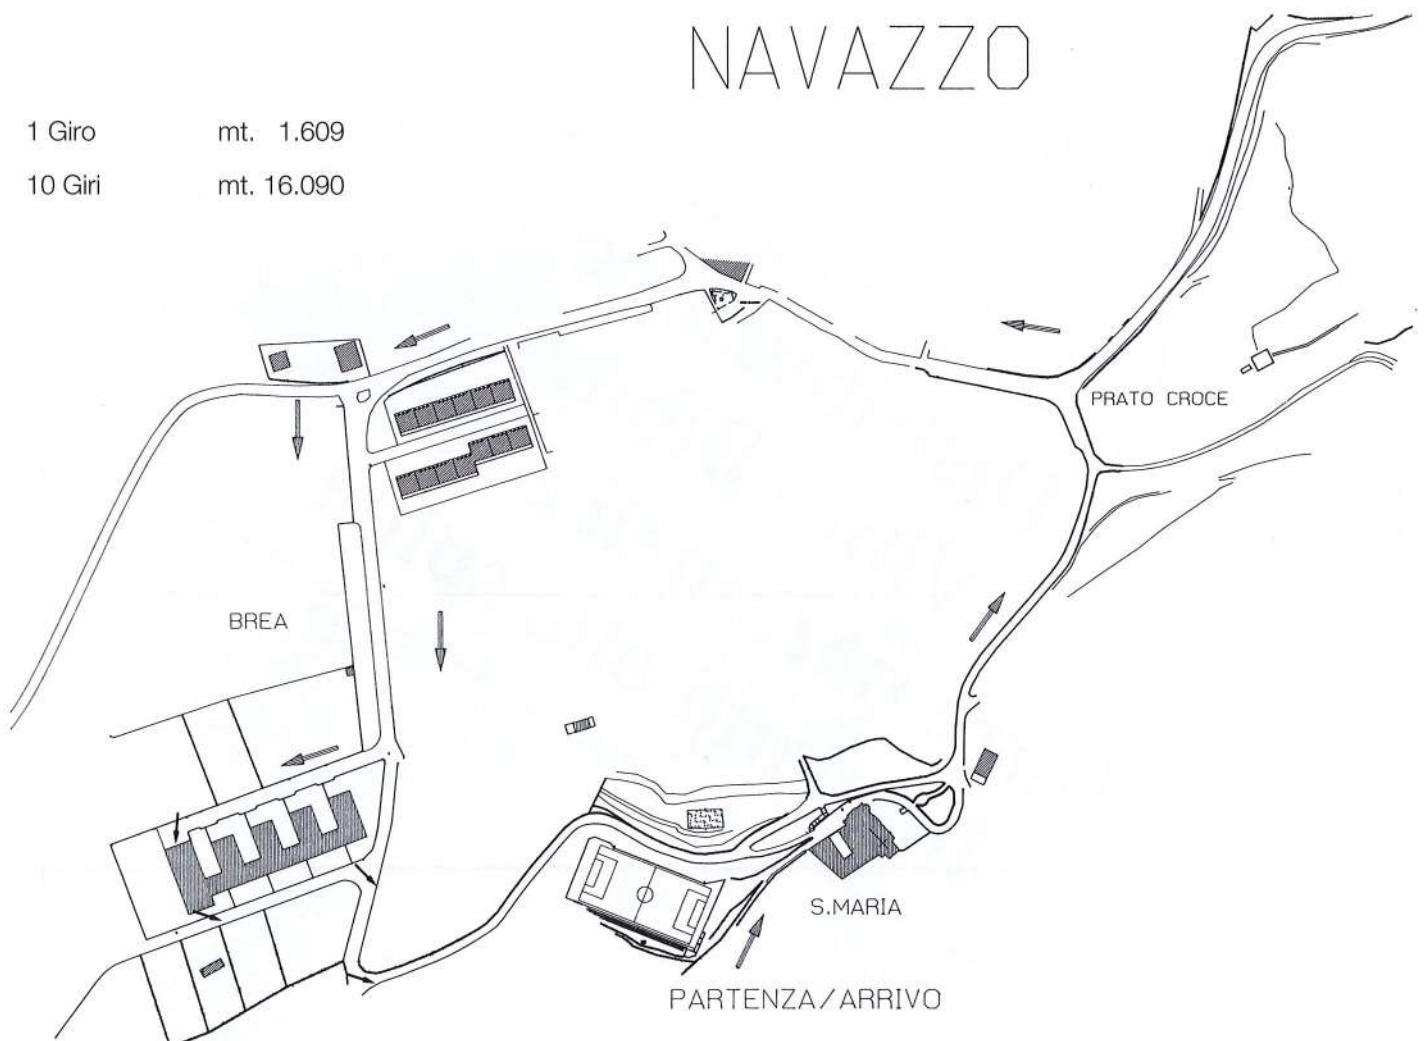 NAVAZZO
1 Giro mt. 1.609
10 Giri mt. 16.090
PRATO CROCE
BREA
S.MARIA
PARTENZA/ARRIVO